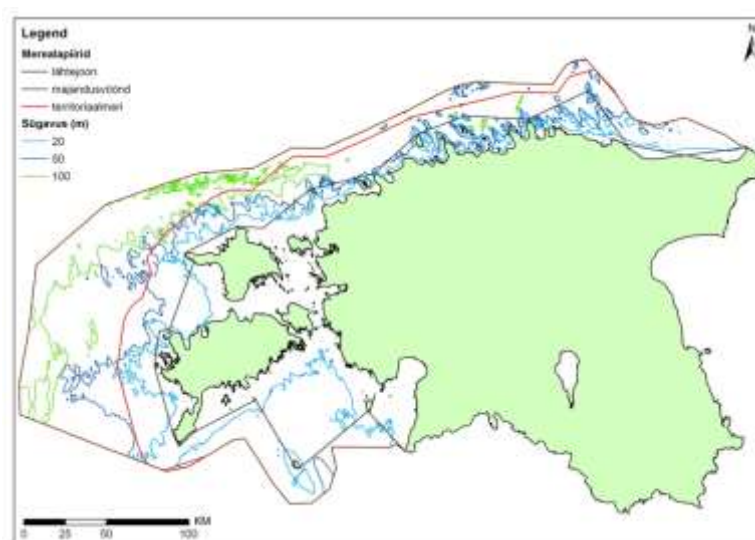 Legend
Merealapiirid
lähtejoon
majandusvöönd
territoriaalmeri
Sügavus (m)
20
50
100
N
KM
0 25 50 100